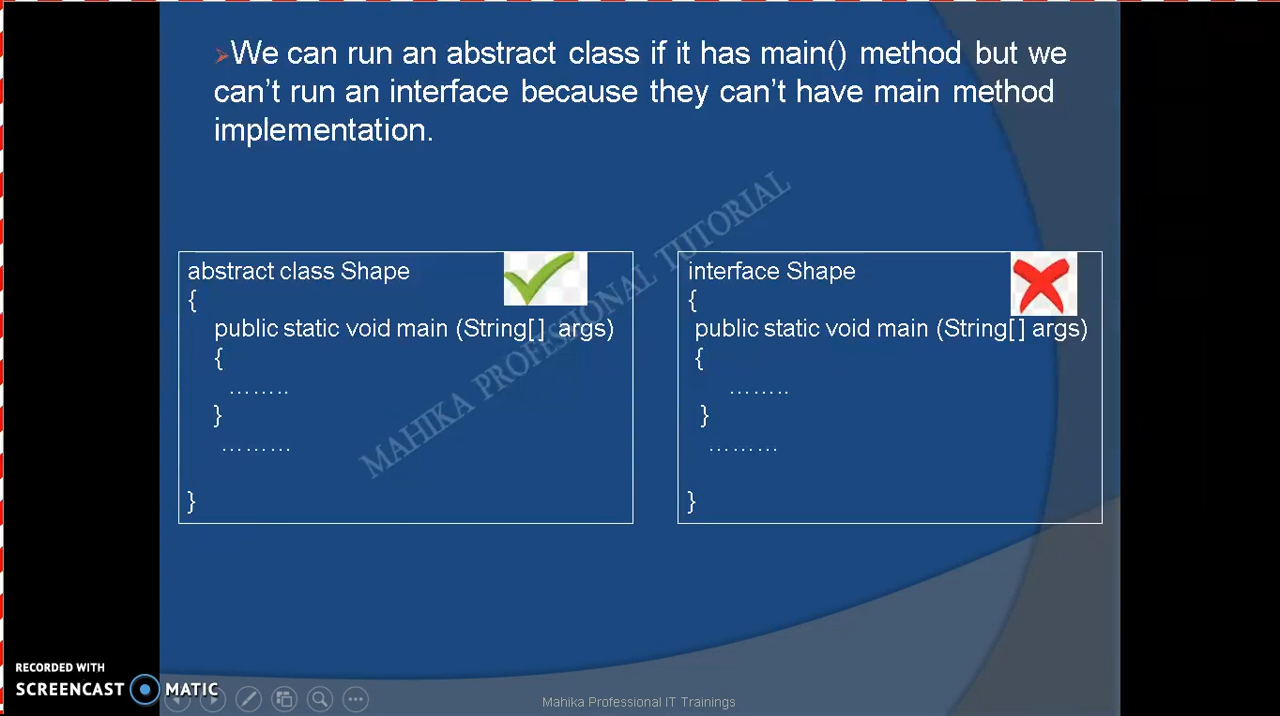 ➢We can run an abstract class if it has main() method but we
can't run an interface because they can't have main method
implementation.
MAHIKA PROFESSIONAL TUTORIAL
abstract class Shape
{
public static void main (String[ ] args)
{
……..
}
………
}
interface Shape
{
public static void main (String[ ] args)
{
……..
}
………
}
RECORDED WITH
SCREENCAST MATIC
Mahika Professional IT Trainings